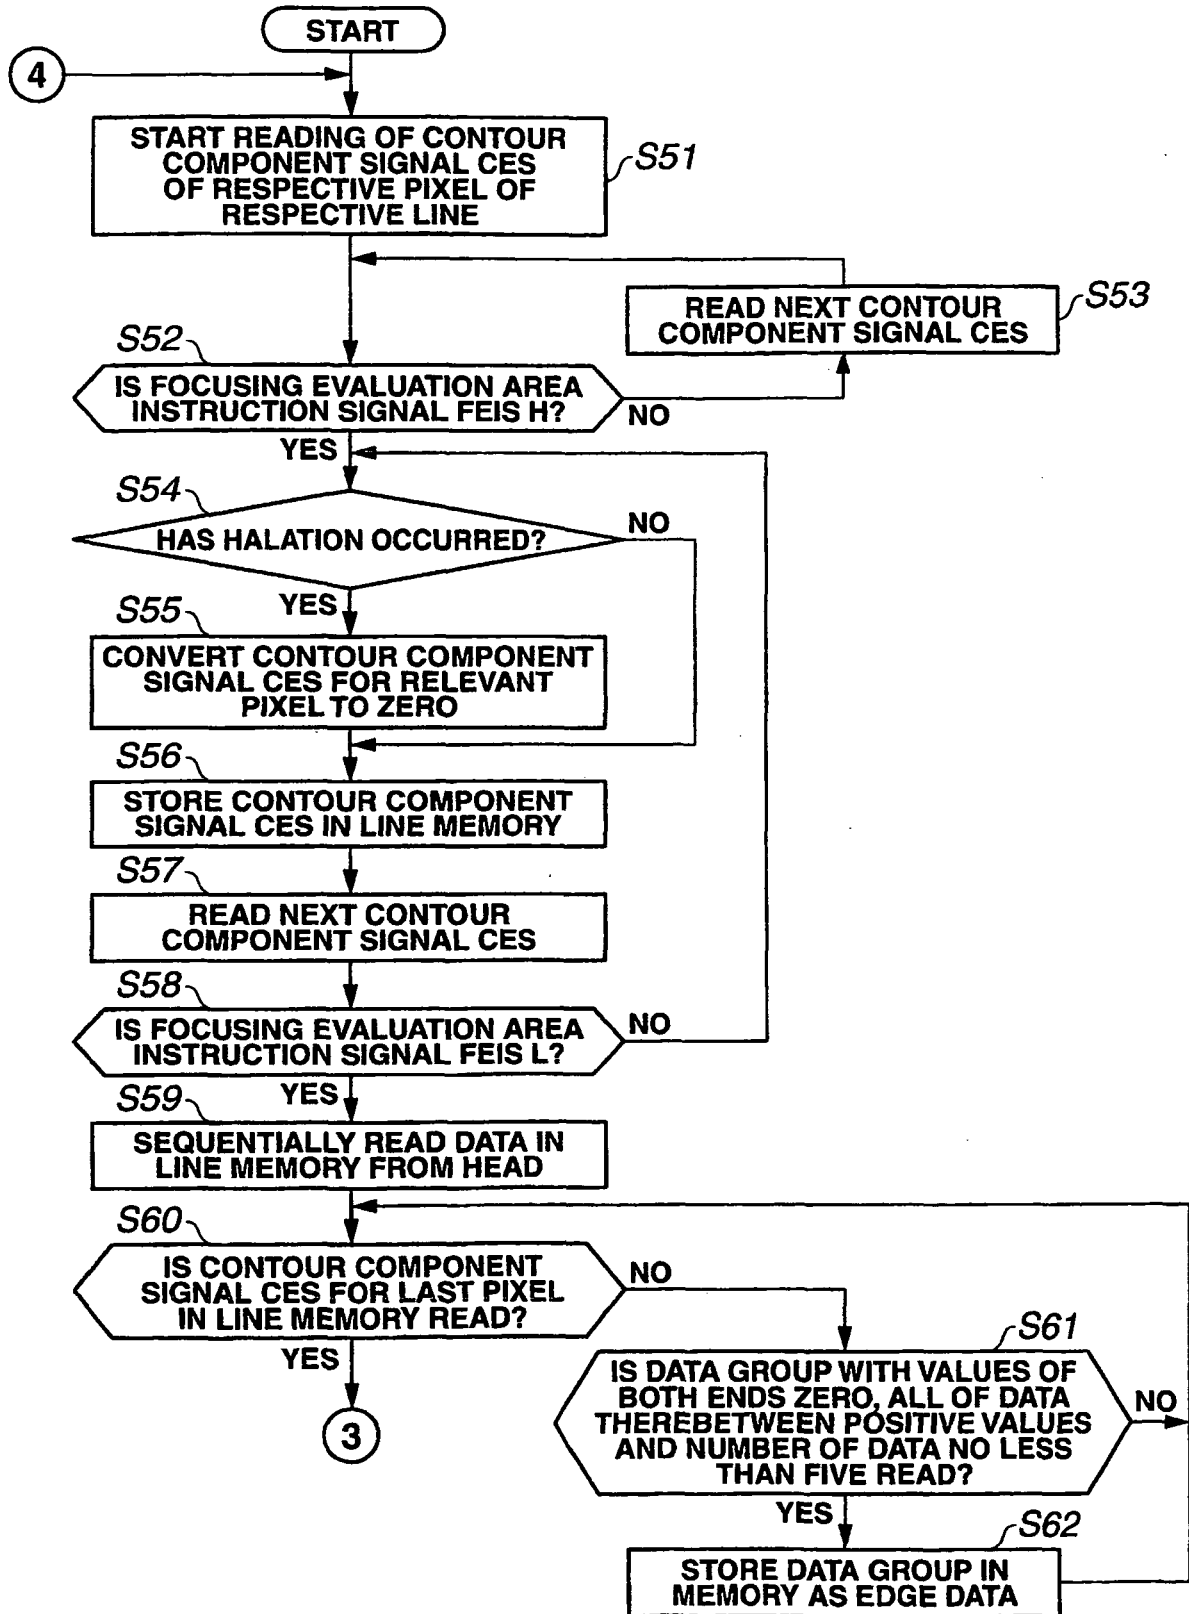 START
4
START READING OF CONTOUR
COMPONENT SIGNAL CES
OF RESPECTIVE PIXEL OF
RESPECTIVE LINE
S51
READ NEXT CONTOUR
COMPONENT SIGNAL CES
S53
S52
IS FOCUSING EVALUATION AREA
INSTRUCTION SIGNAL FEIS H?
NO
YES
S54
HAS HALATION OCCURRED?
NO
YES
S55
CONVERT CONTOUR COMPONENT
SIGNAL CES FOR RELEVANT
PIXEL TO ZERO
S56
STORE CONTOUR COMPONENT
SIGNAL CES IN LINE MEMORY
S57
READ NEXT CONTOUR
COMPONENT SIGNAL CES
S58
IS FOCUSING EVALUATION AREA
INSTRUCTION SIGNAL FEIS L?
NO
YES
S59
SEQUENTIALLY READ DATA IN
LINE MEMORY FROM HEAD
S60
IS CONTOUR COMPONENT
SIGNAL CES FOR LAST PIXEL
IN LINE MEMORY READ?
NO
YES
3
S61
IS DATA GROUP WITH VALUES OF
BOTH ENDS ZERO, ALL OF DATA
THEREBETWEEN POSITIVE VALUES
AND NUMBER OF DATA NO LESS
THAN FIVE READ?
NO
YES
S62
STORE DATA GROUP IN
MEMORY AS EDGE DATA